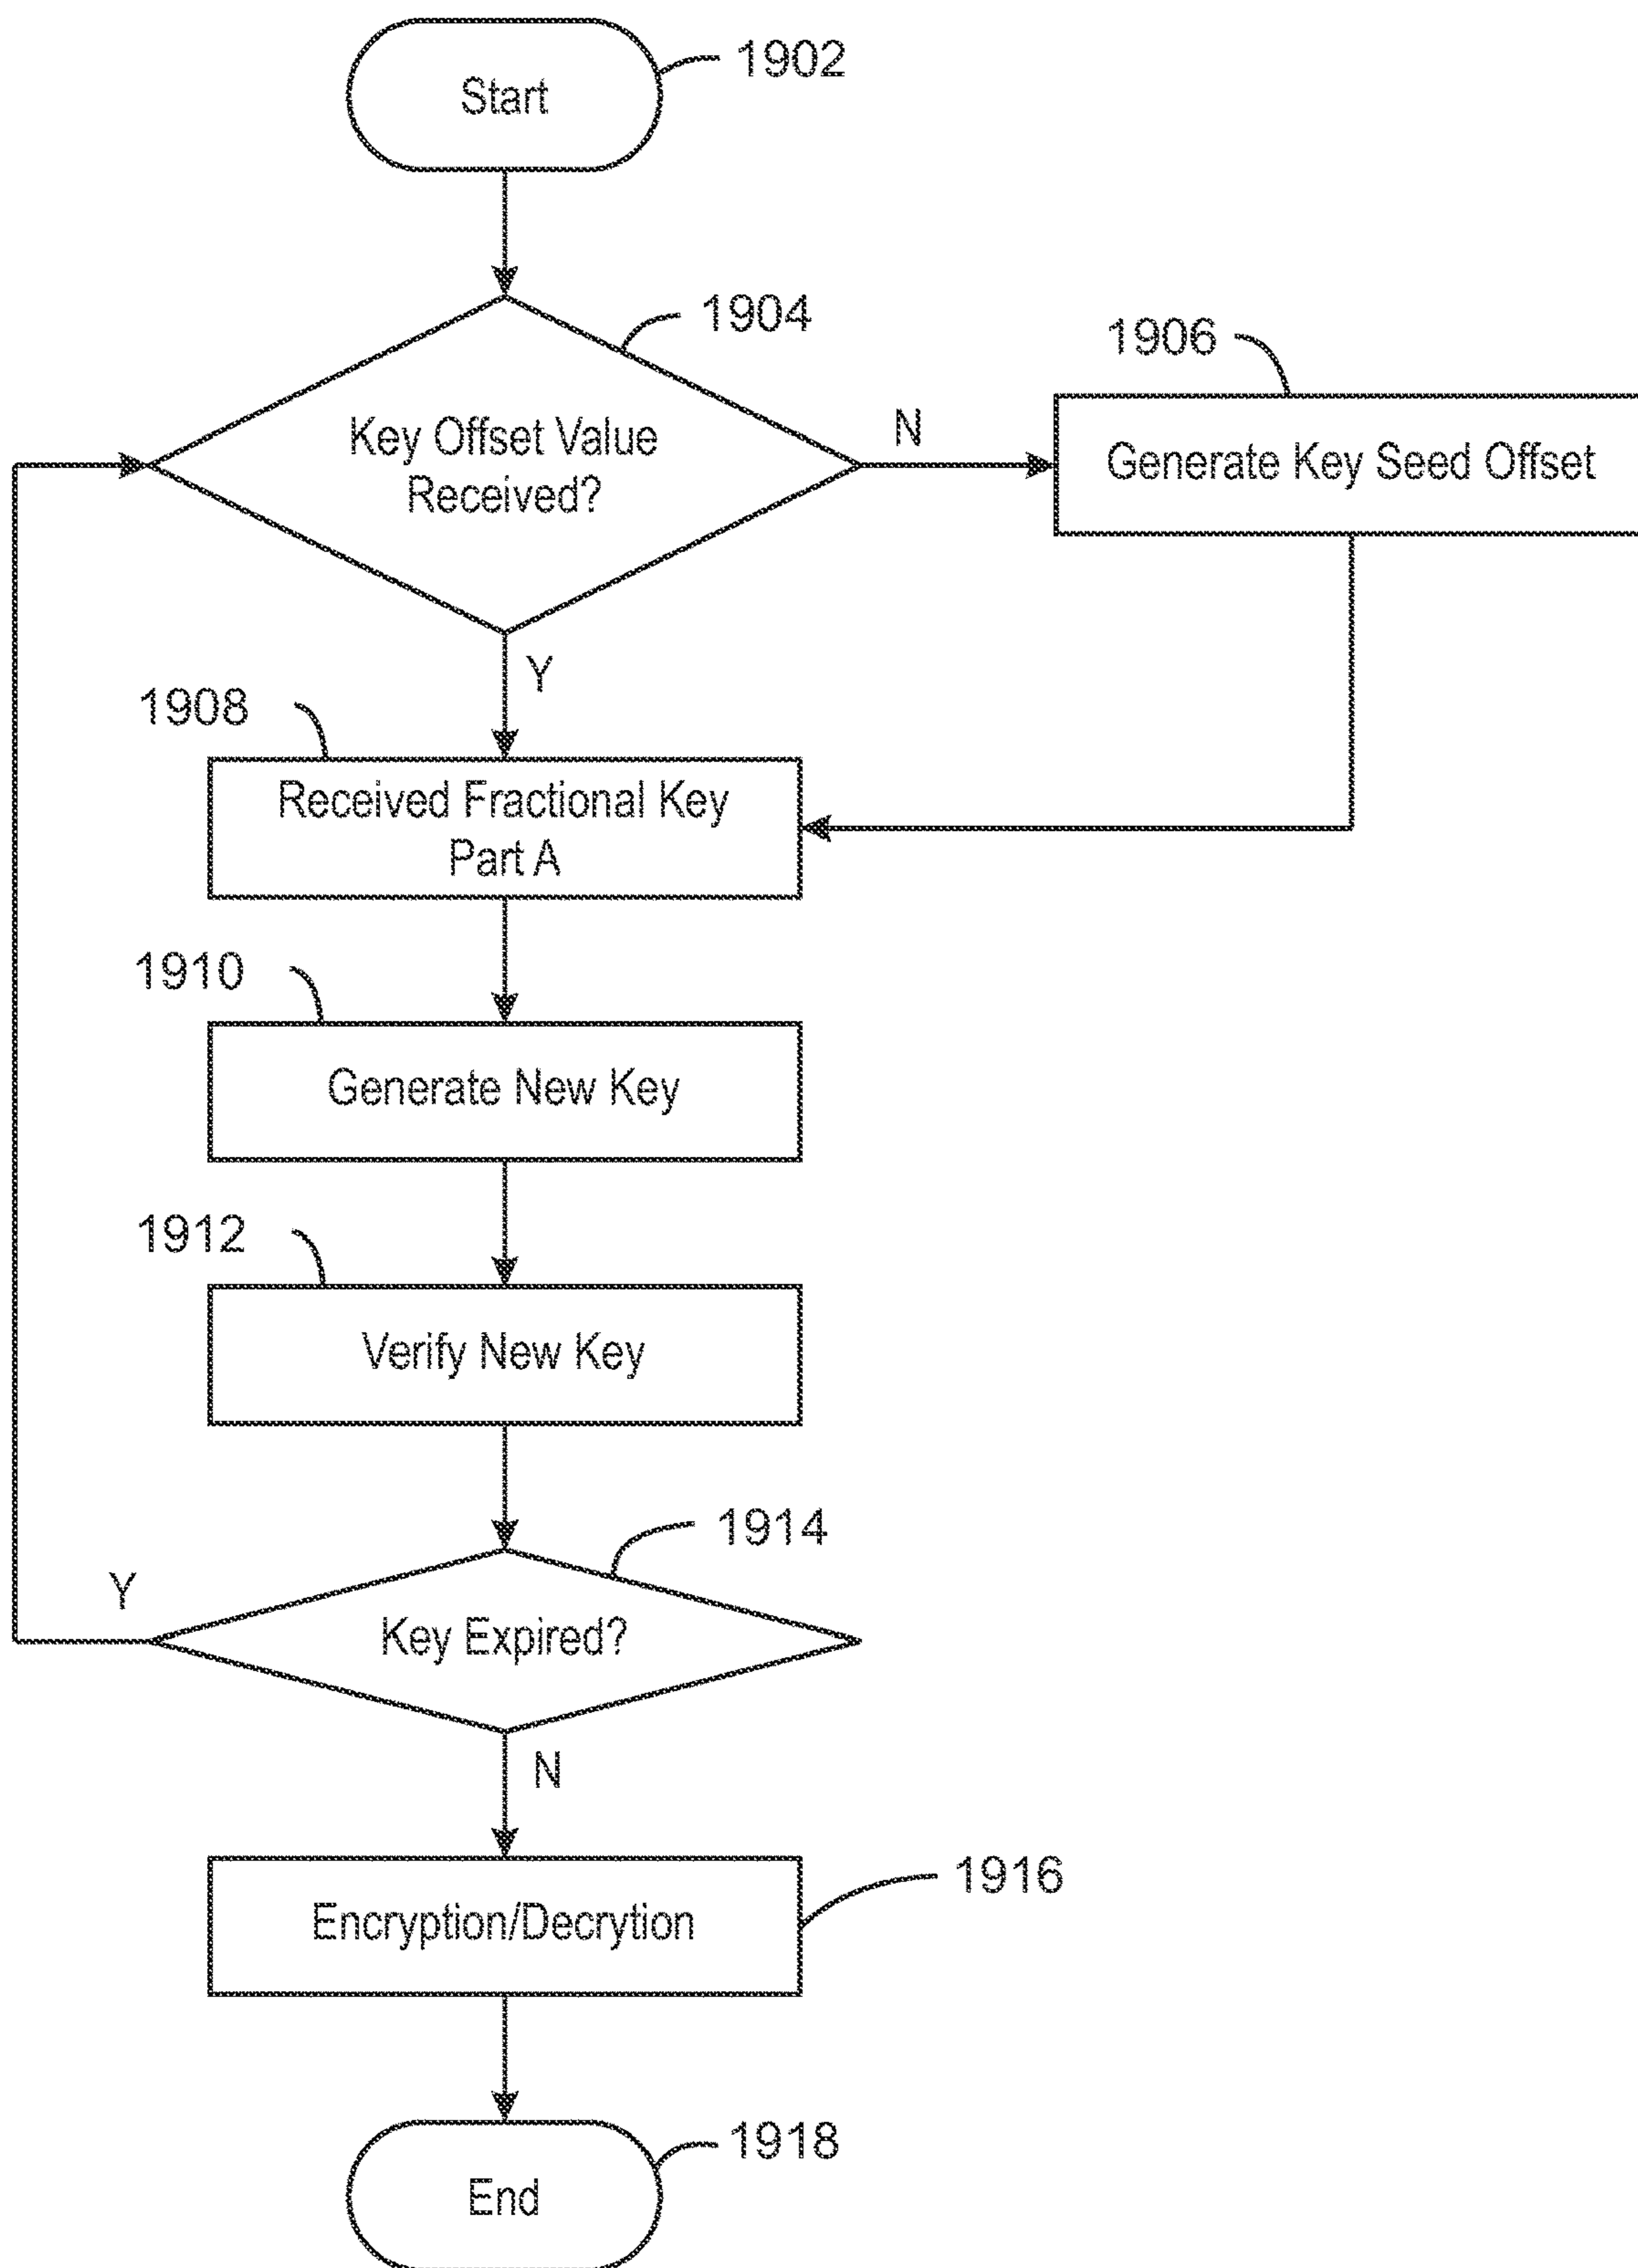 1902
Start
1904
1906
Key Offset Value
Received?
N
Generate Key Seed Offset
Y
1908
Received Fractional Key
Part A
1910
Generate New Key
1912
Verify New Key
1914
Y
Key Expired?
N
1916
Encryption/Decrytion
1918
End